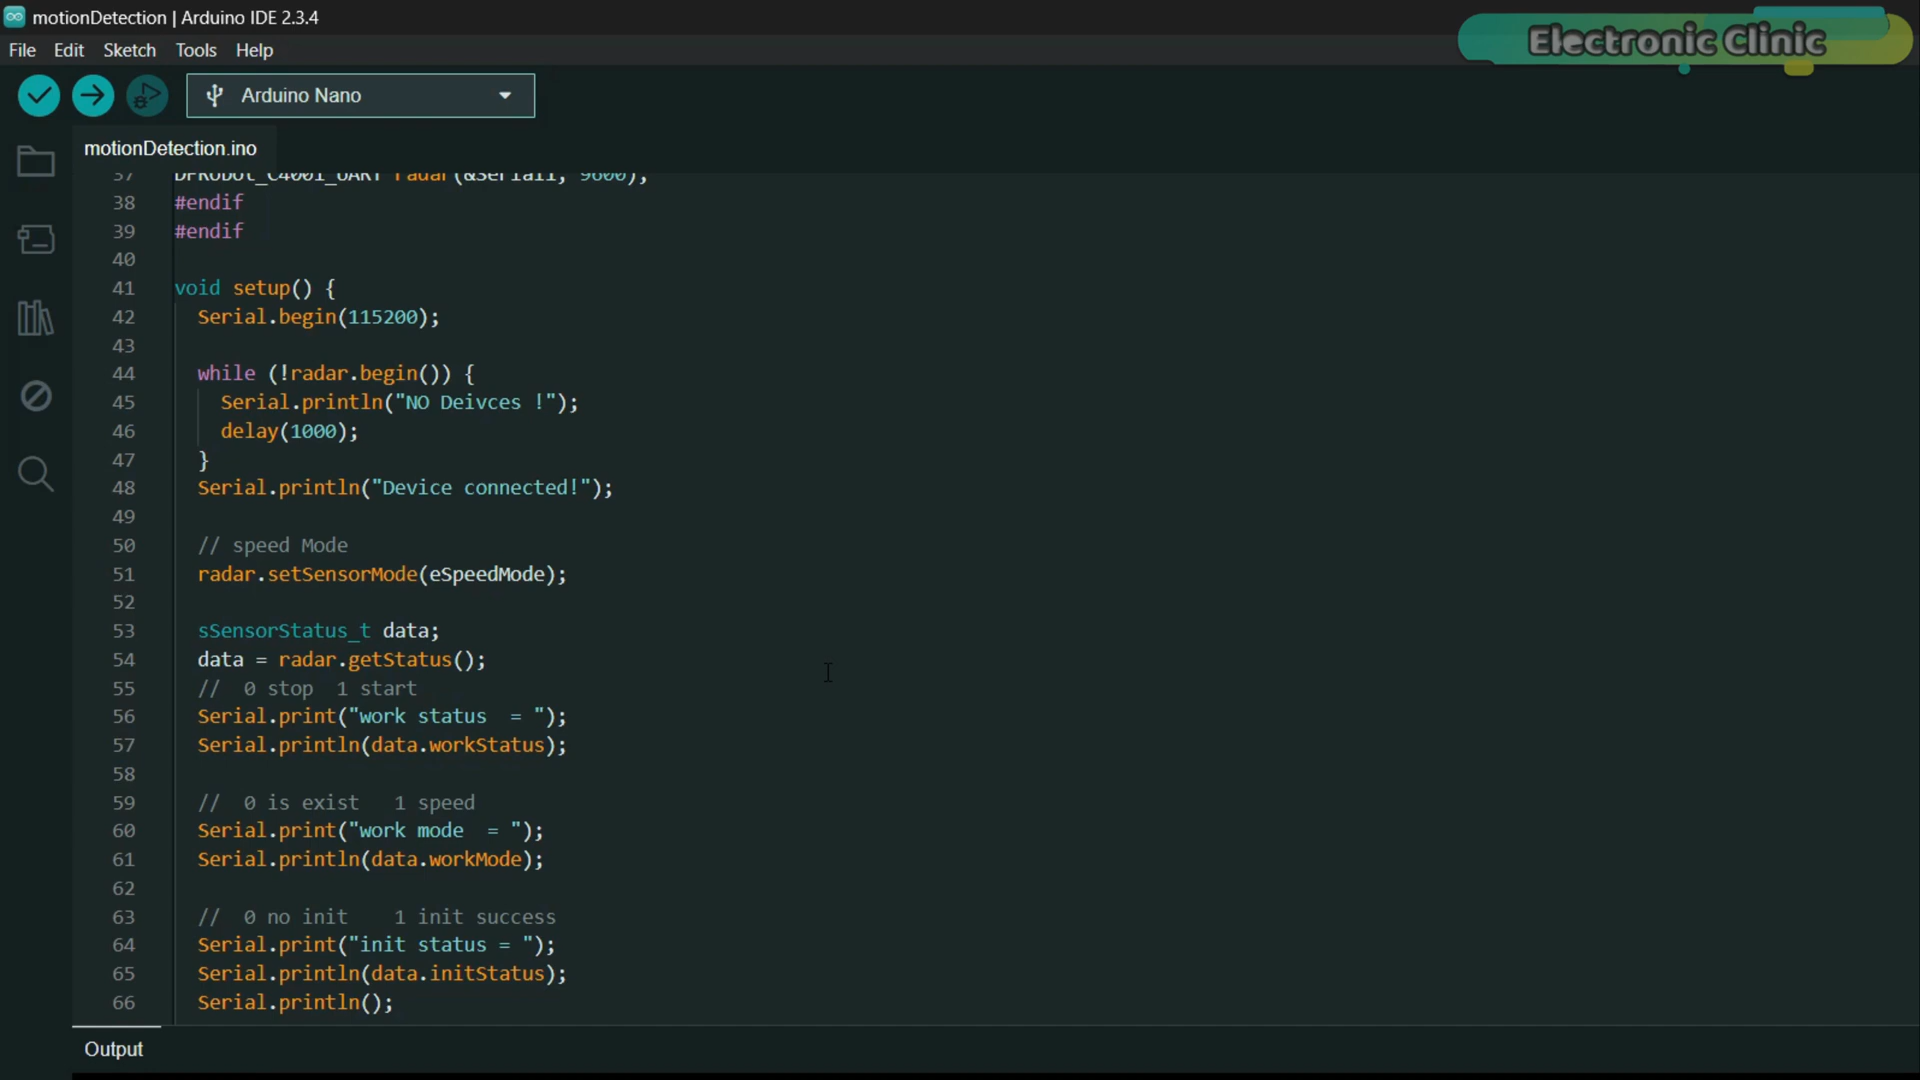 motionDetection | Arduino IDE 2.3.4
File Edit Sketch Tools Help
Electronic Clinic
Arduino Nano
motionDetection.ino
37 DFRobot_C4001_UART radar(&Serial1, 9600);
38 #endif
39 #endif
40
41 void setup() {
42   Serial.begin(115200);
43
44   while (!radar.begin()) {
45     Serial.println("NO Deivces !");
46     delay(1000);
47   }
48   Serial.println("Device connected!");
49
50   // speed Mode
51   radar.setSensorMode(eSpeedMode);
52
53   sSensorStatus_t data;
54   data = radar.getStatus();
55   //  0 stop  1 start
56   Serial.print("work status  = ");
57   Serial.println(data.workStatus);
58
59   //  0 is exist   1 speed
60   Serial.print("work mode  = ");
61   Serial.println(data.workMode);
62
63   //  0 no init    1 init success
64   Serial.print("init status = ");
65   Serial.println(data.initStatus);
66   Serial.println();
Output